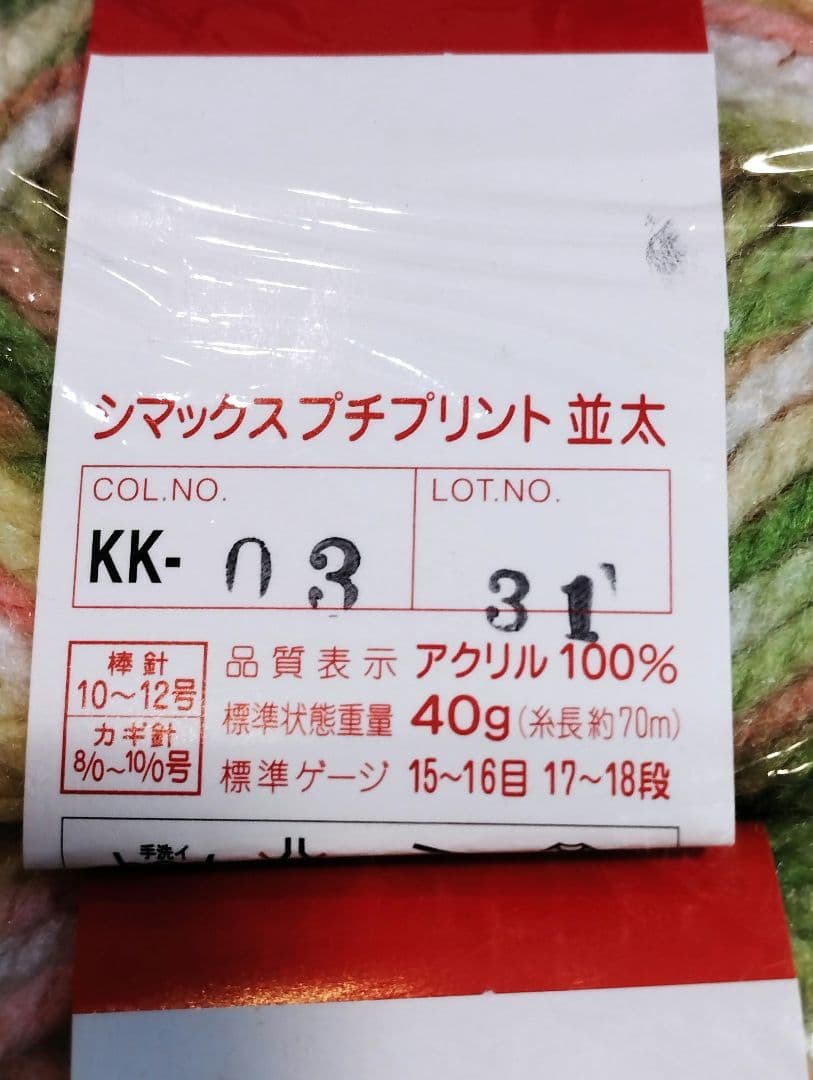 シマックスプチプリント 並太
COL.NO.
KK- 03
LOT.NO.
31
棒針
10〜12号
カギ針
8/0〜10/0号
品質表示 アクリル 100%
標準状態重量 40g(糸長約70m)
標準ゲージ 15〜16目 17〜18段
手洗イ